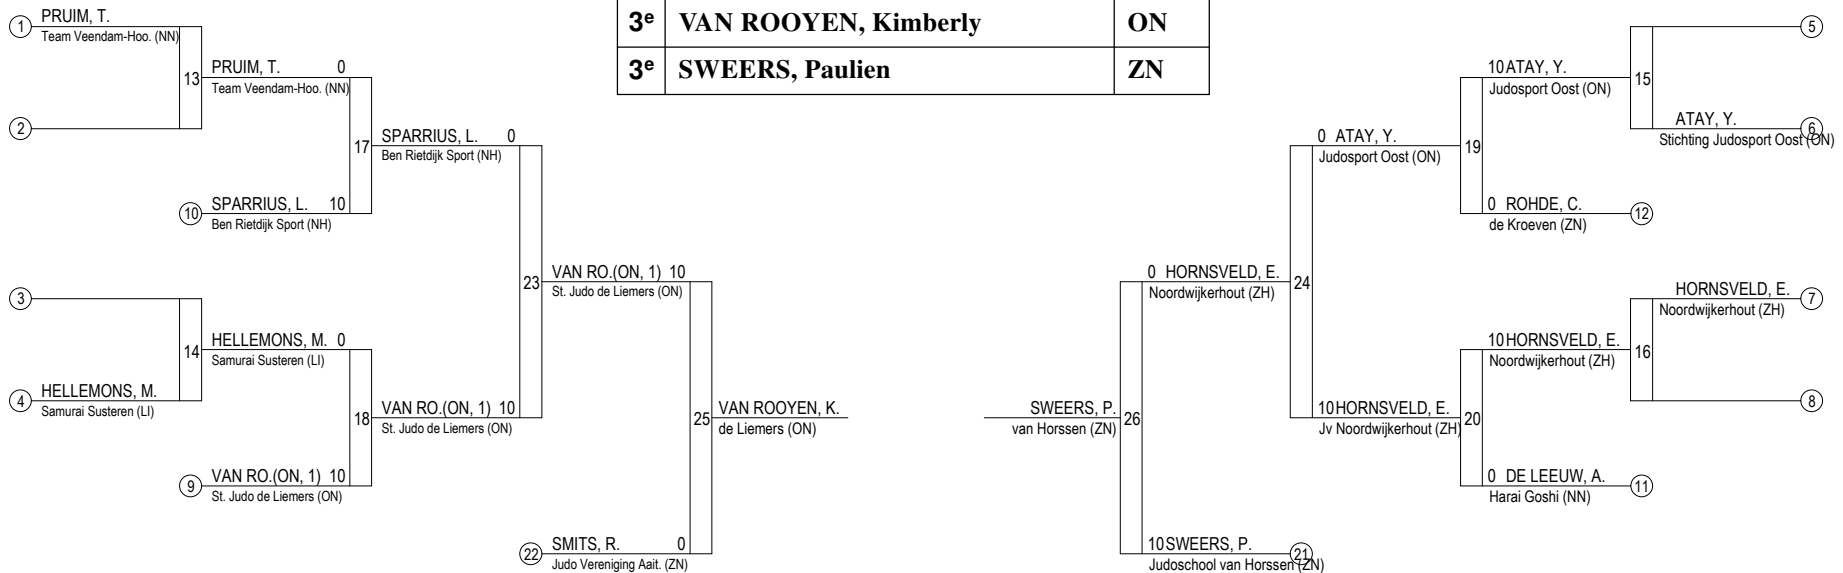 3e VAN ROOYEN, Kimberly ON
3e SWEERS, Paulien ZN
1 PRUIM, T.
Team Veendam-Hoo. (NN)
13
PRUIM, T. 0
Team Veendam-Hoo. (NN)
2
17
SPARRIUS, L. 0
Ben Rietdijk Sport (NH)
10 SPARRIUS, L. 10
Ben Rietdijk Sport (NH)
23
VAN RO.(ON, 1) 10
St. Judo de Liemers (ON)
3
14
HELLEMONS, M. 0
Samurai Susteren (LI)
4 HELLEMONS, M.
Samurai Susteren (LI)
18
VAN RO.(ON, 1) 10
St. Judo de Liemers (ON)
9 VAN RO.(ON, 1) 10
St. Judo de Liemers (ON)
25
VAN ROOYEN, K.
de Liemers (ON)
22 SMITS, R. 0
Judo Vereniging Aait. (ZN)
5
15
10 ATAY, Y.
Judosport Oost (ON)
ATAY, Y. 6
Stichting Judosport Oost (ON)
19
0 ATAY, Y.
Judosport Oost (ON)
0 ROHDE, C. 12
de Kroeven (ZN)
24
0 HORNSVELD, E.
Noordwijkerhout (ZH)
HORNSVELD, E. 7
Noordwijkerhout (ZH)
16
10 HORNSVELD, E.
Noordwijkerhout (ZH)
8
20
10 HORNSVELD, E.
Jv Noordwijkerhout (ZH)
0 DE LEEUW, A. 11
Harai Goshi (NN)
26
SWEERS, P.
van Horssen (ZN)
10 SWEERS, P. 21
Judoschool van Horssen (ZN)